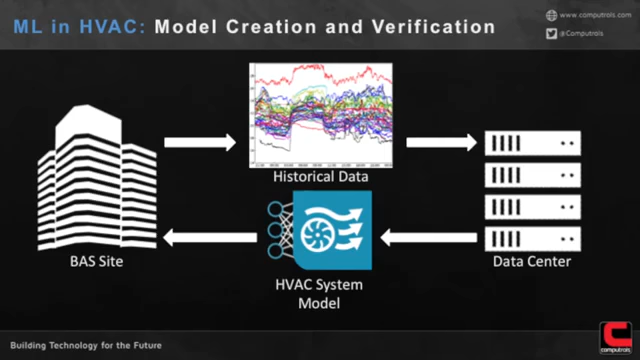 ML in HVAC: Model Creation and Verification
www.computrols.com
@Computrols
Historical Data
BAS Site
HVAC System
Model
Data Center
Building Technology for the Future
computrols